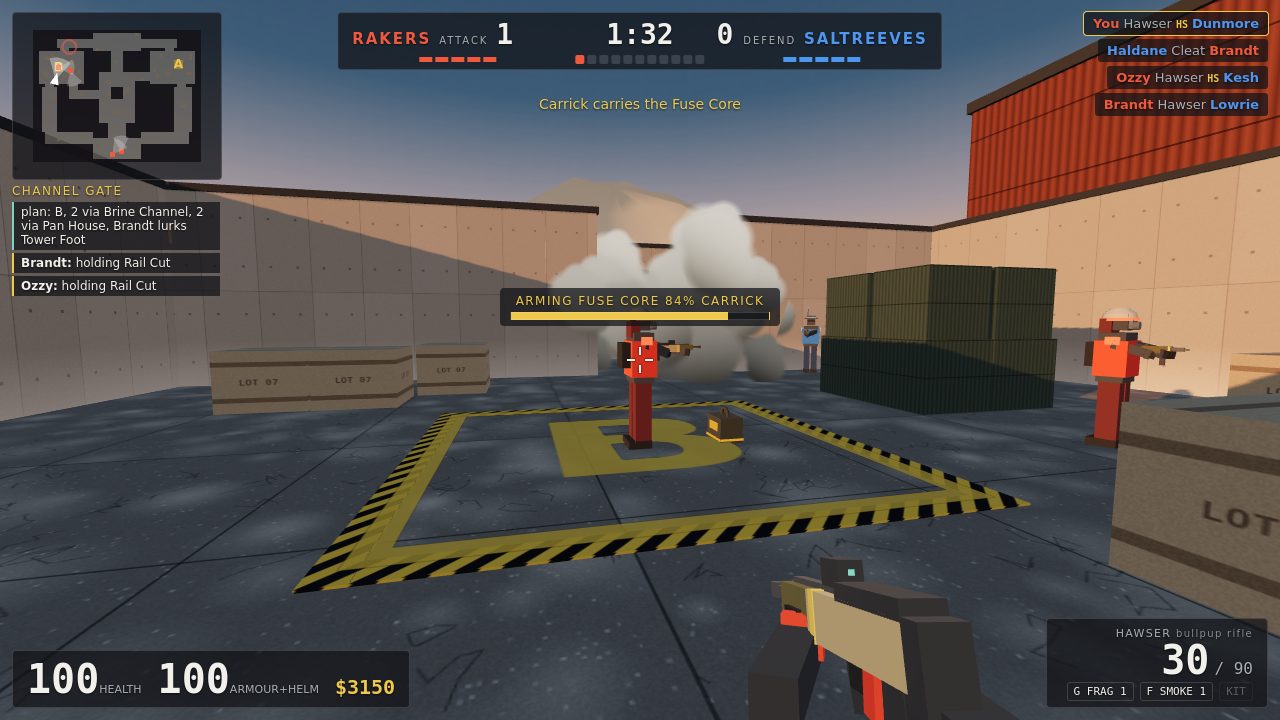 RAKERS ATTACK 1 1:32 0 DEFEND SALTREEVES
You Hawser HS Dunmore
Haldane Cleat Brandt
Ozzy Hawser HS Kesh
Brandt Hawser Lowrie
B A
Carrick carries the Fuse Core
CHANNEL GATE
plan: B, 2 via Brine Channel, 2
via Pan House, Brandt lurks
Tower Foot
Brandt: holding Rail Cut
Ozzy: holding Rail Cut
ARMING FUSE CORE 84% CARRICK
LOT 07 LOT 07
LOT 07
B
LOT
100 HEALTH 100 ARMOUR+HELM $3150
HAWSER bullpup rifle
30 / 90
G FRAG 1 F SMOKE 1 KIT